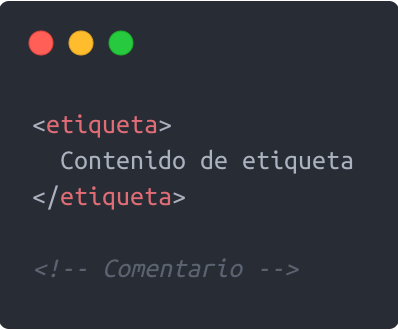 <etiqueta>
Contenido de etiqueta
</etiqueta>
<!-- Comentario -->